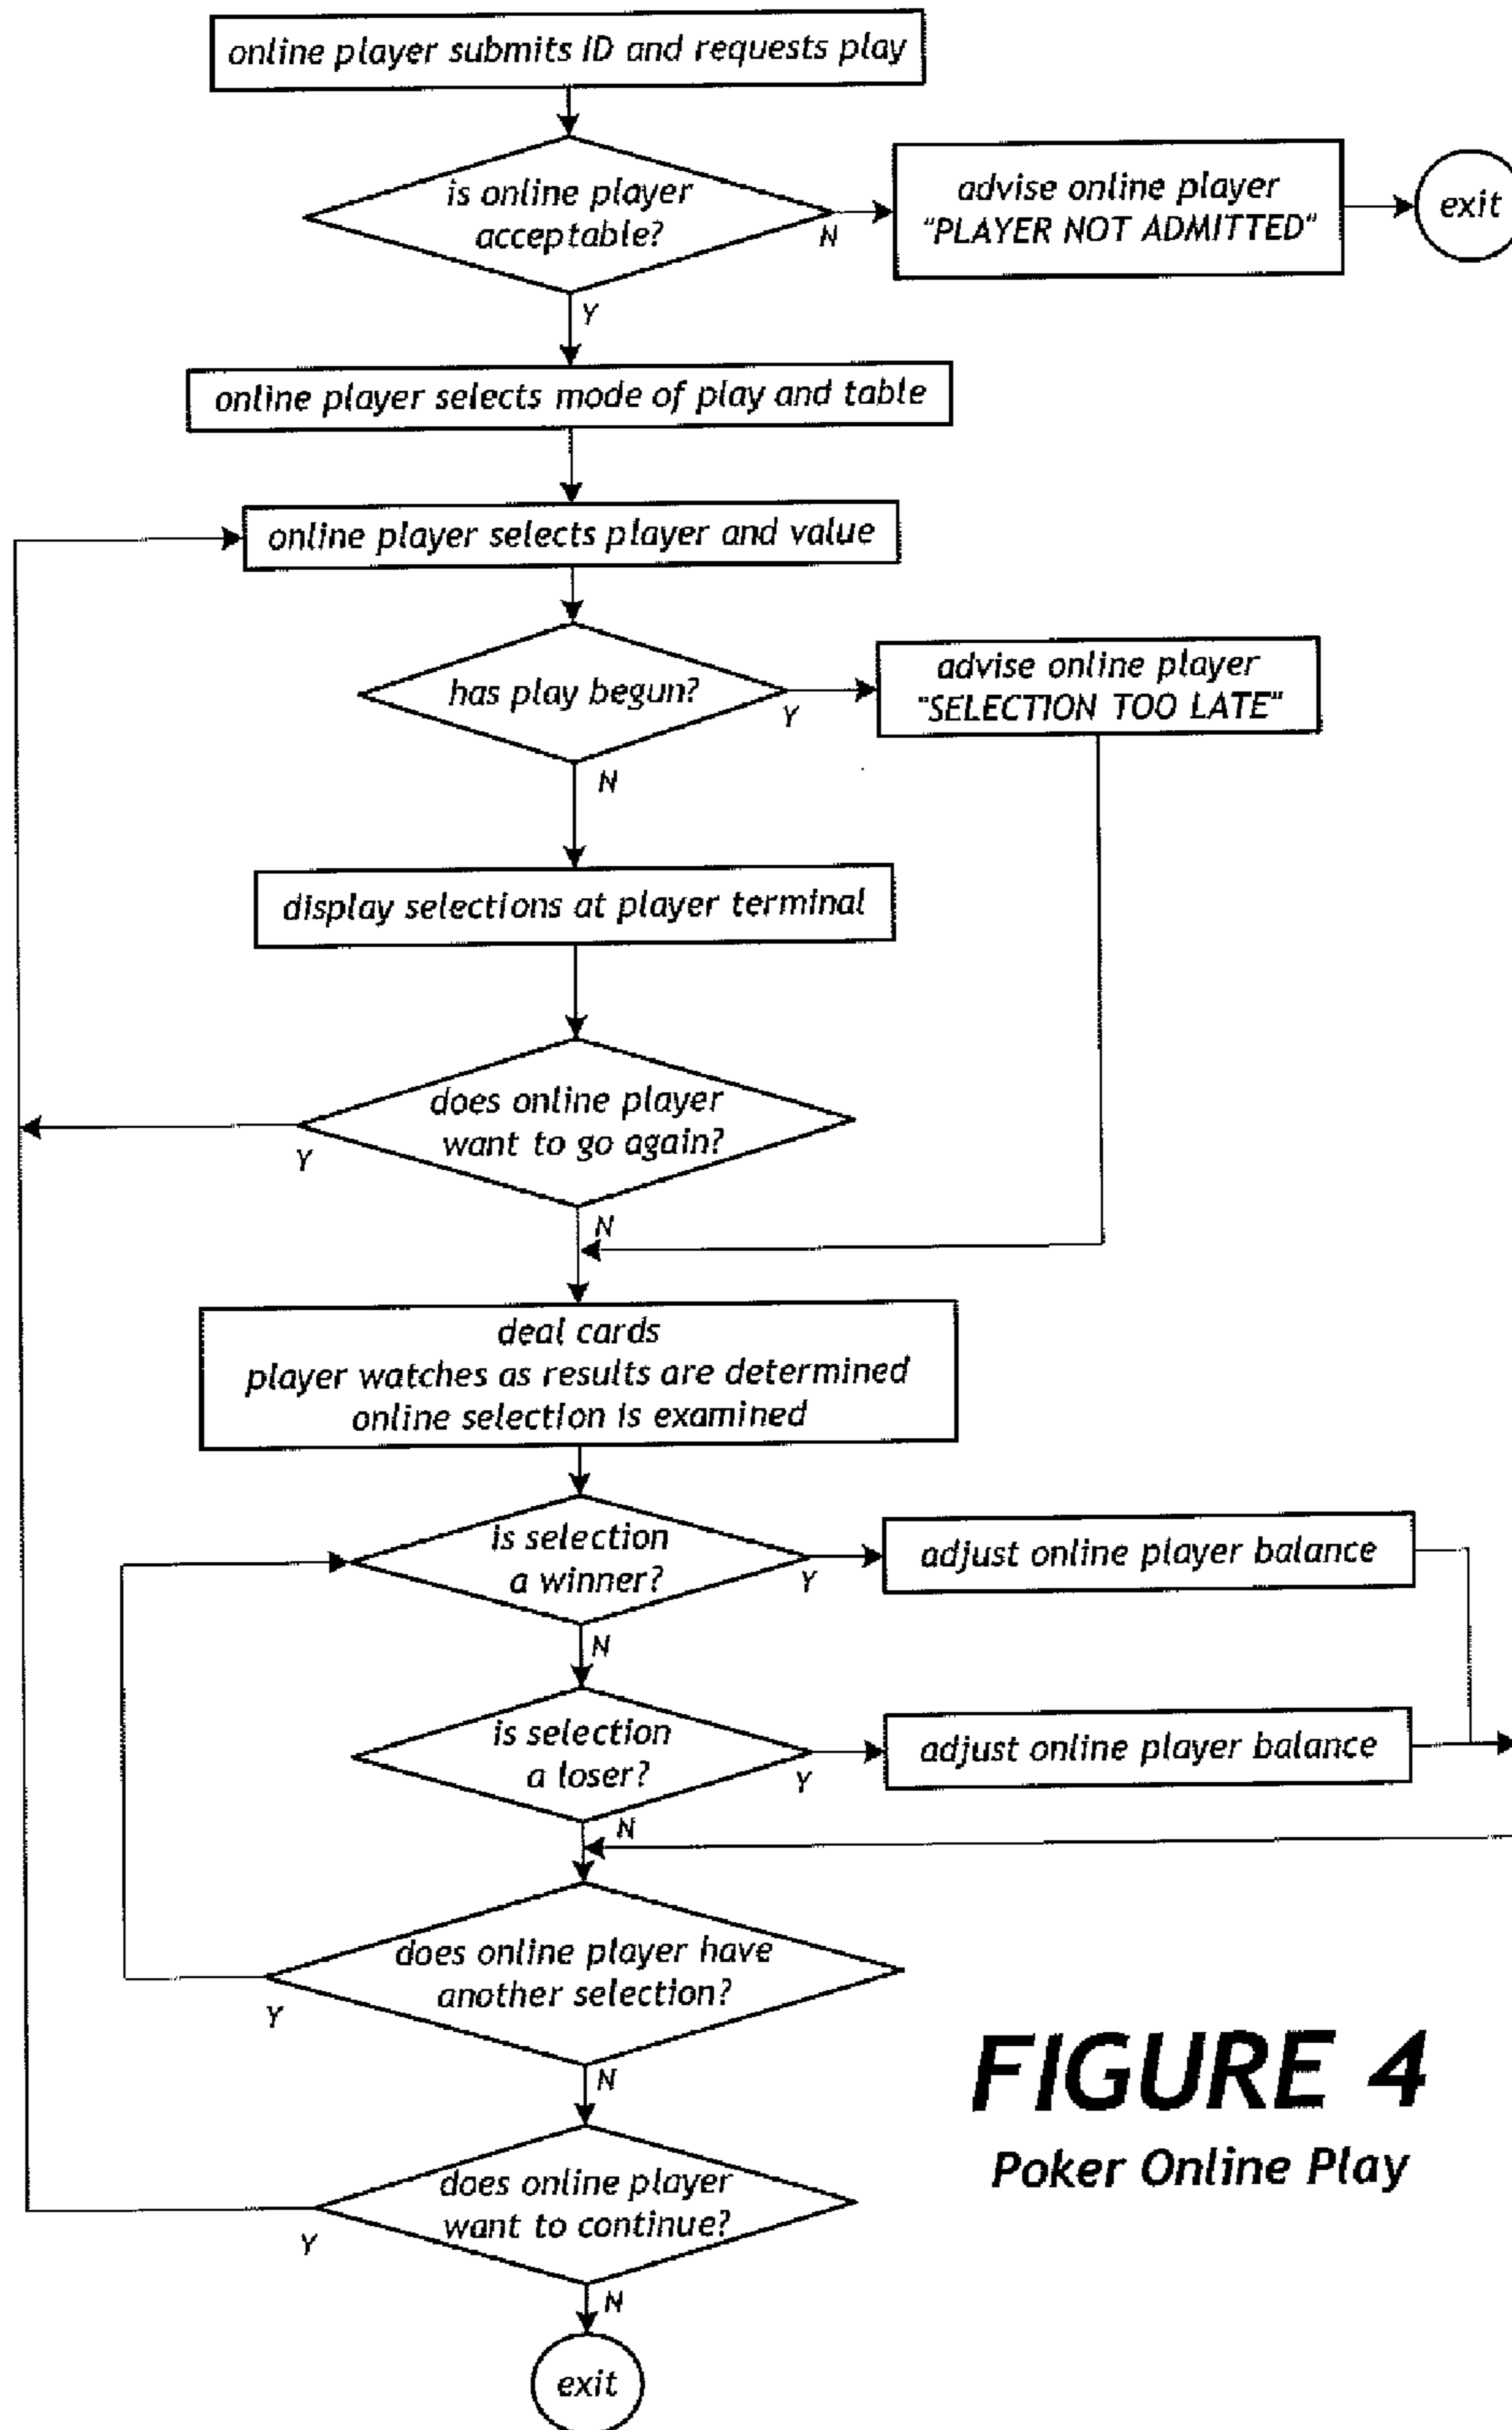 online player submits ID and requests play
is online player
acceptable?
N
advise online player
"PLAYER NOT ADMITTED"
exit
Y
online player selects mode of play and table
online player selects player and value
has play begun?
Y
advise online player
"SELECTION TOO LATE"
N
display selections at player terminal
does online player
want to go again?
Y
N
deal cards
player watches as results are determined
online selection is examined
is selection
a winner?
Y
adjust online player balance
N
is selection
a loser?
Y
adjust online player balance
N
does online player have
another selection?
Y
N
does online player
want to continue?
Y
N
exit
FIGURE 4
Poker Online Play